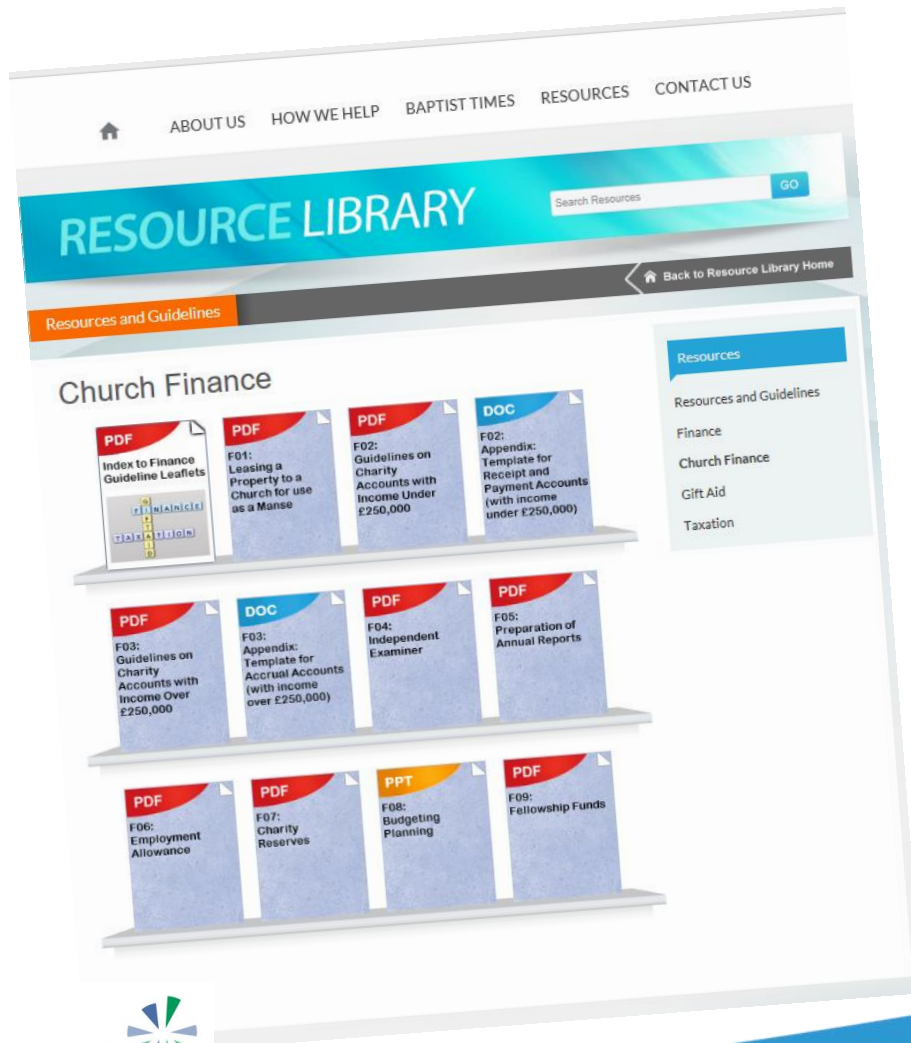 ABOUT US HOW WE HELP BAPTIST TIMES RESOURCES CONTACT US
RESOURCE LIBRARY
Search Resources
GO
Back to Resource Library Home
Resources and Guidelines
Church Finance
PDF
Index to Finance
Guideline Leaflets
FINANCE
GIFT AID
TAXATION
PDF
F01:
Leasing a
Property to a
Church for use
as a Manse
PDF
F02:
Guidelines on
Charity
Accounts with
Income Under
£250,000
DOC
F02:
Appendix:
Template for
Receipt and
Payment Accounts
(with income
under £250,000)
PDF
F03:
Guidelines on
Charity
Accounts with
Income Over
£250,000
DOC
F03:
Appendix:
Template for
Accrual Accounts
(with income
over £250,000)
PDF
F04:
Independent
Examiner
PDF
F05:
Preparation of
Annual Reports
PDF
F06:
Employment
Allowance
PDF
F07:
Charity
Reserves
PPT
F08:
Budgeting
Planning
PDF
F09:
Fellowship Funds
Resources
Resources and Guidelines
Finance
Church Finance
Gift Aid
Taxation